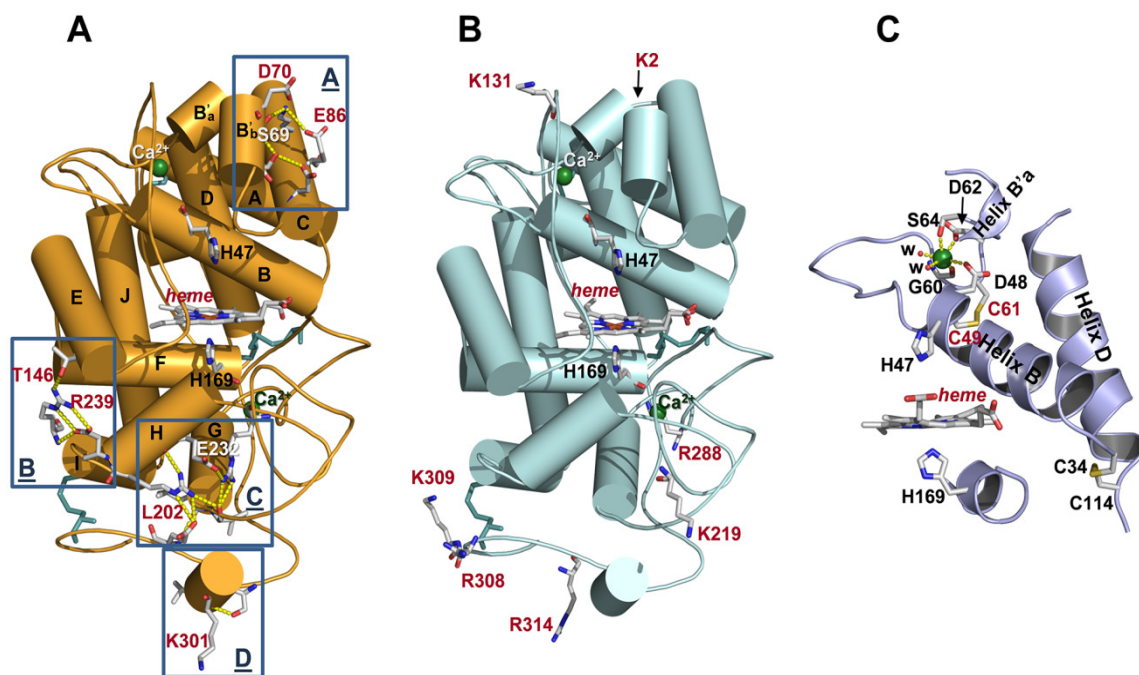 A
B
C
D70
A
E86
B'a
B'b
S69
Ca²⁺
D
A
C
H47
B
E
J
heme
F
H169
T146
R239
Ca²⁺
H
G
E232
I
B
L202
C
K301
D
K131
K2
Ca²⁺
H47
heme
H169
Ca²⁺
R288
K309
K219
R308
R314
D62
Helix B'a
S64
w
w
G60
D48
C61
C49
Helix B
Helix D
H47
heme
H169
C34
C114